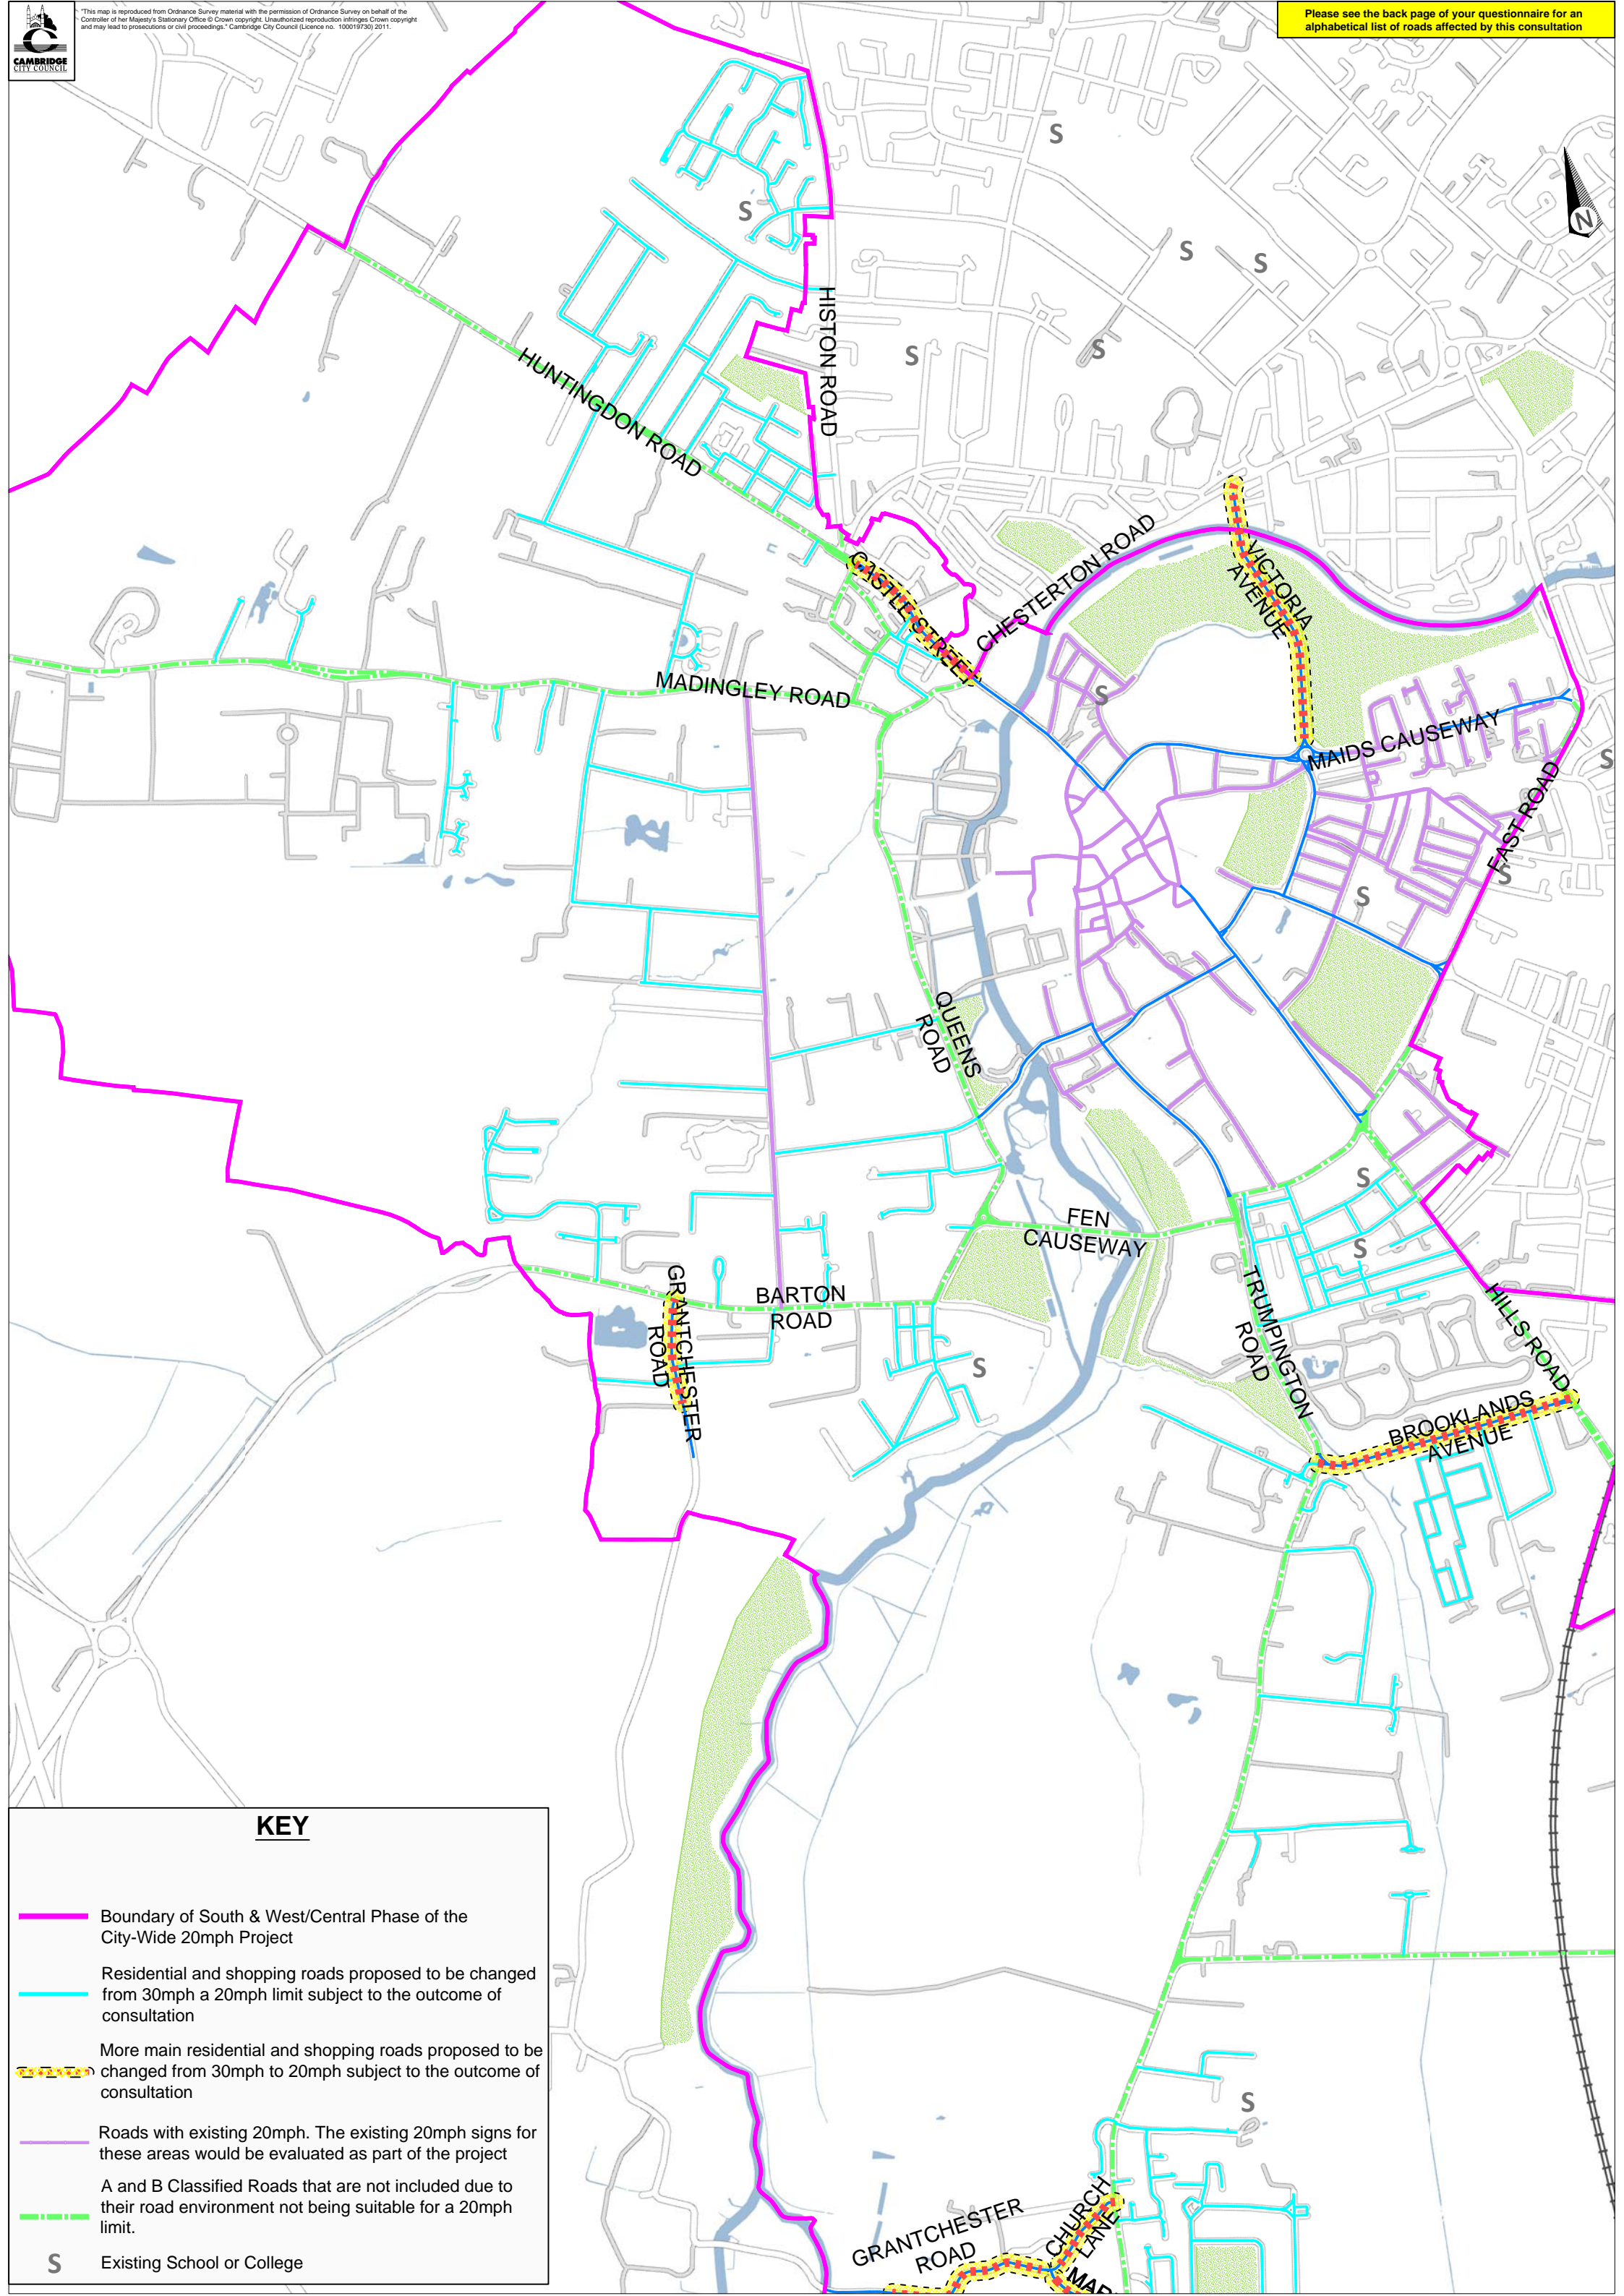 "This map is reproduced from Ordnance Survey material with the permission of Ordnance Survey on behalf of the
Controller of her Majesty's Stationary Office © Crown copyright. Unauthorized reproduction infringes Crown copyright
and may lead to prosecutions or civil proceedings." Cambridge City Council (Licence no. 100019730) 2011.
CAMBRIDGE
CITY COUNCIL
Please see the back page of your questionnaire for an
alphabetical list of roads affected by this consultation
N
S
S
S
S
S
S
HISTON ROAD
HUNTINGDON ROAD
CASTLE STREET
CHESTERTON ROAD
VICTORIA
AVENUE
MADINGLEY ROAD
S
MAIDS CAUSEWAY
S
EAST ROAD
S
S
QUEENS
ROAD
S
FEN
CAUSEWAY
S
GRANTCHESTER
ROAD
BARTON
ROAD
TRUMPINGTON
ROAD
HILLS ROAD
S
BROOKLANDS
AVENUE
S
GRANTCHESTER
ROAD
CHURCH
LANE
KEY
Boundary of South & West/Central Phase of the
City-Wide 20mph Project
Residential and shopping roads proposed to be changed
from 30mph a 20mph limit subject to the outcome of
consultation
More main residential and shopping roads proposed to be
changed from 30mph to 20mph subject to the outcome of
consultation
Roads with existing 20mph. The existing 20mph signs for
these areas would be evaluated as part of the project
A and B Classified Roads that are not included due to
their road environment not being suitable for a 20mph
limit.
S Existing School or College